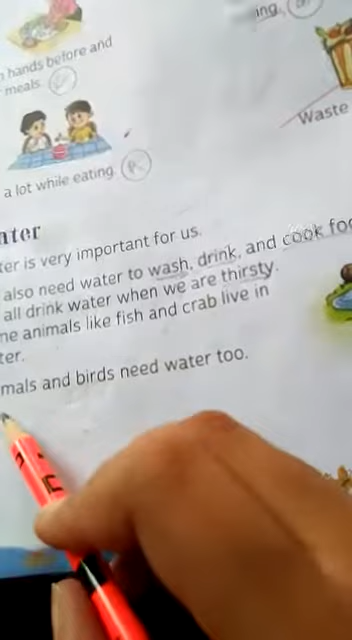 ing.
hands before and
meals.
Waste
a lot while eating.
ter is very important for us.
also need water to wash, drink, and cook foo
all drink water when we are thirsty.
me animals like fish and crab live in
ter.
mals and birds need water too.